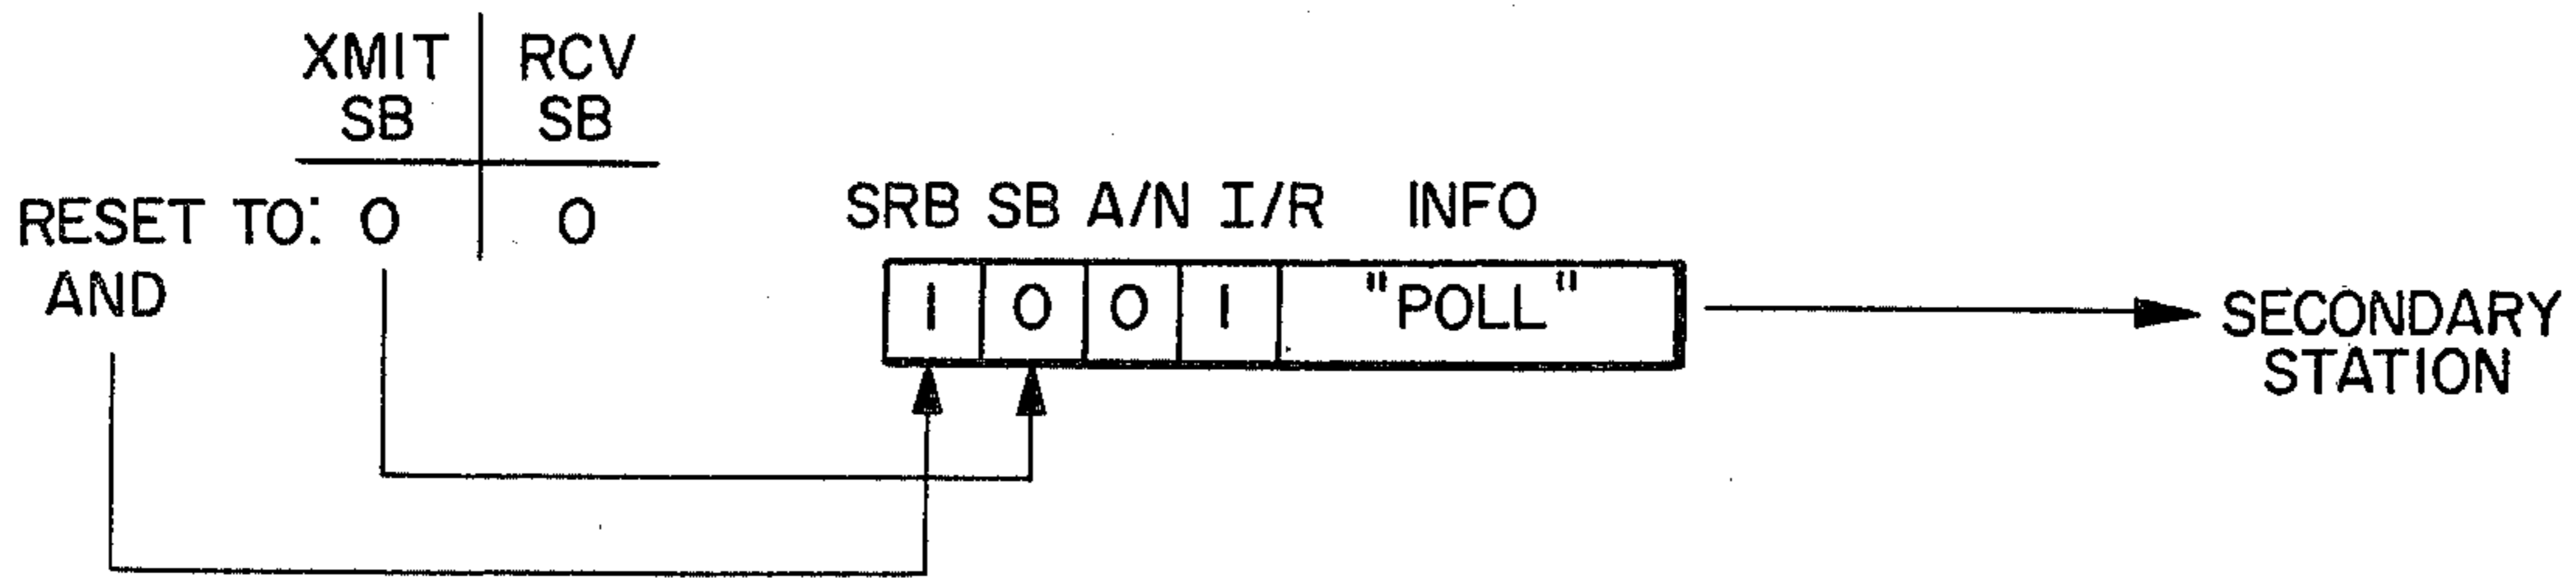 XMIT RCV
SB SB
RESET TO: 0 0
AND
SRB SB A/N I/R INFO
1 0 0 1 "POLL"
SECONDARY
STATION